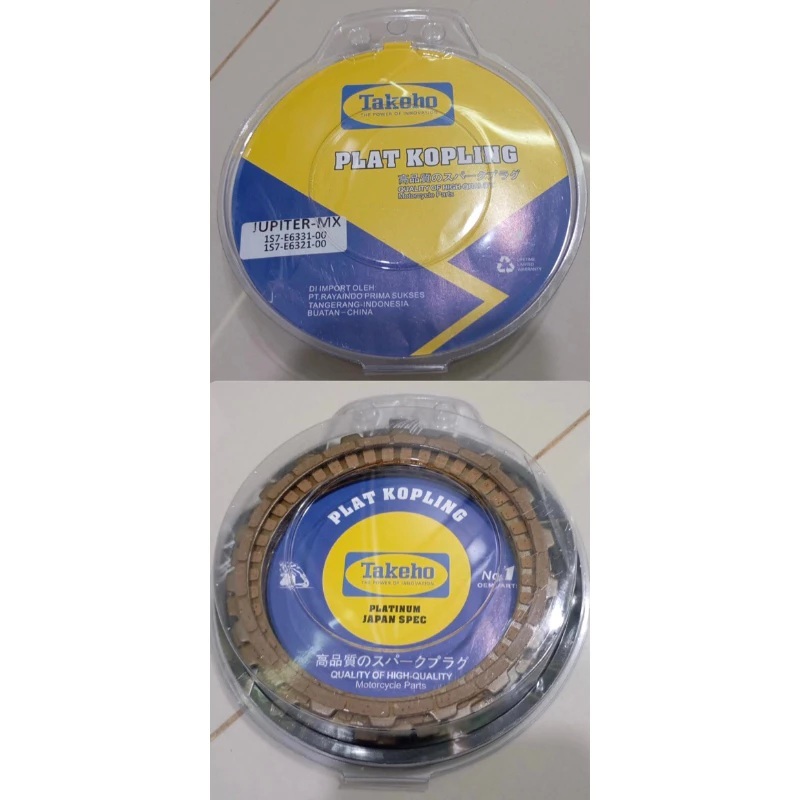 Takeho
THE POWER OF INNOVATION
PLAT KOPLING
高品質のスパークプラグ
QUALITY OF HIGH-QUALITY
Motorcycle Parts
JUPITER-MX
1S7-E6331-00
1S7-E6321-00
DI IMPORT OLEH
PT.RAYAINDO PRIMA SUKSES
TANGERANG-INDONESIA
BUATAN-CHINA
PLAT KOPLING
Takeho
THE POWER OF INNOVATION
No.1
PLATINUM
JAPAN SPEC
高品質のスパークプラグ
QUALITY OF HIGH-QUALITY
Motorcycle Parts